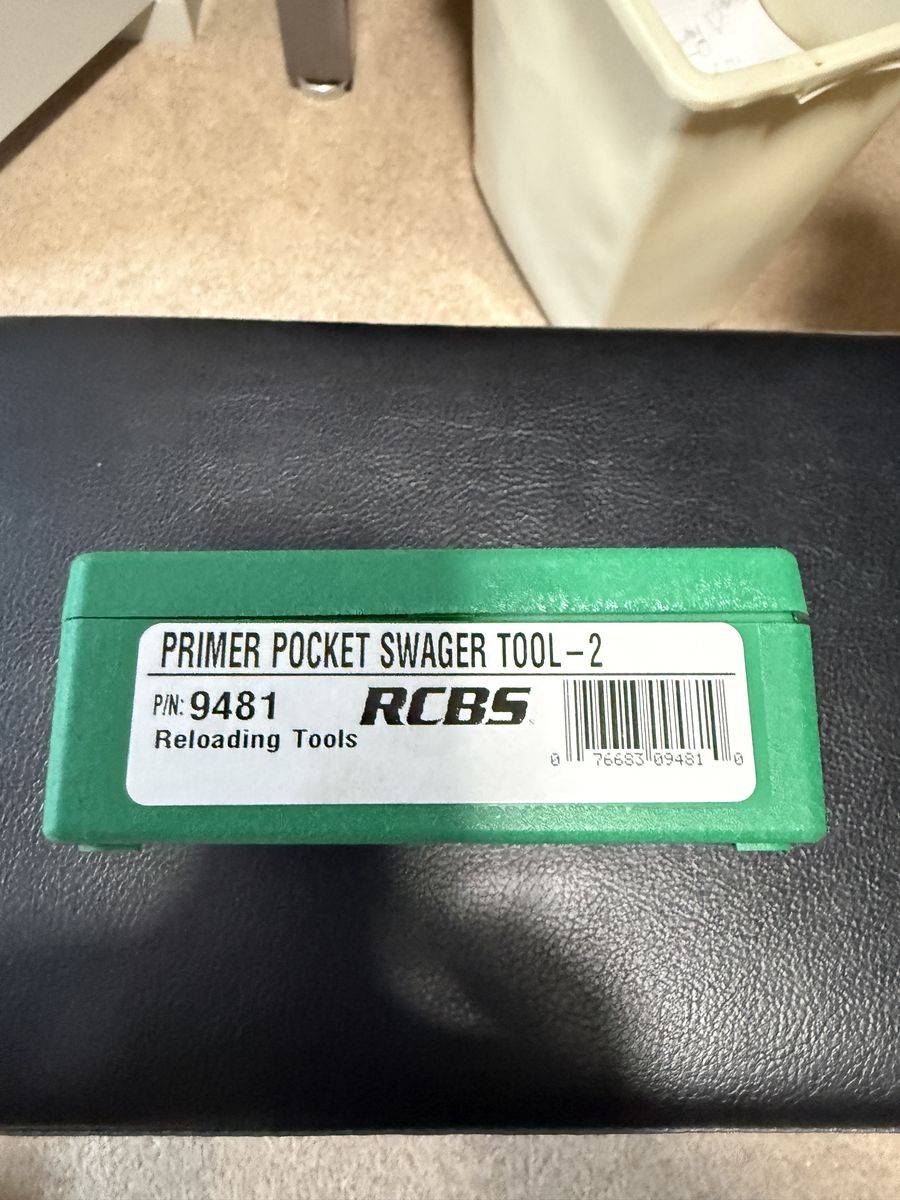 PRIMER POCKET SWAGER TOOL-2
P/N: 9481
RCBS
Reloading Tools
0 76683 09481 0